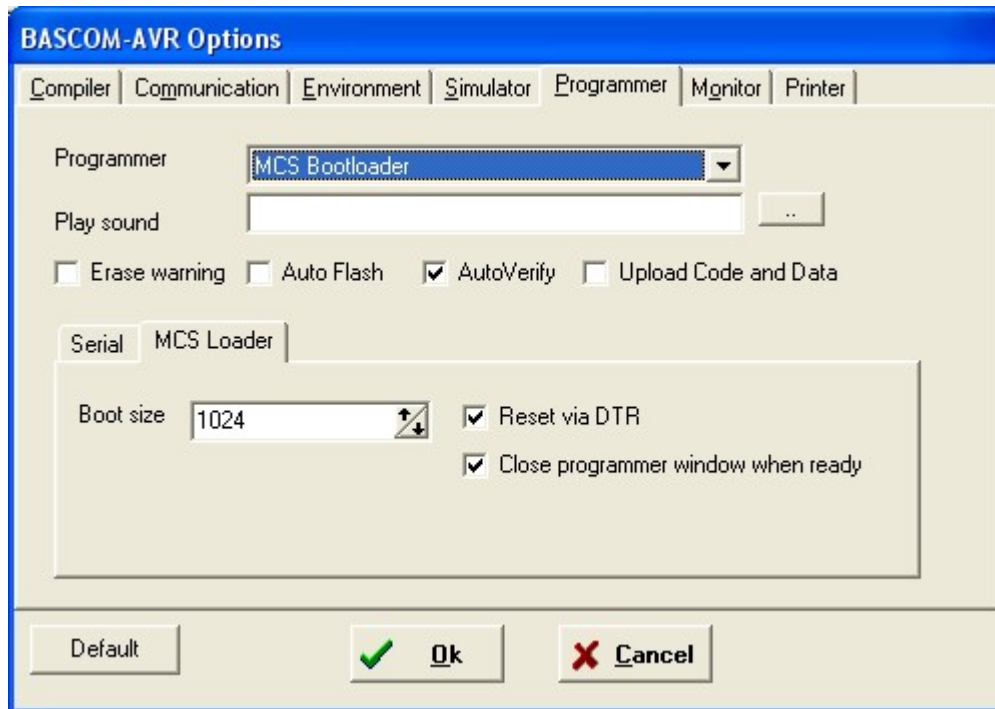 BASCOM-AVR Options
Compiler Communication Environment Simulator Programmer Monitor Printer
Programmer MCS Bootloader
Play sound ..
Erase warning Auto Flash AutoVerify Upload Code and Data
Serial MCS Loader
Boot size 1024 Reset via DTR
Close programmer window when ready
Default Ok Cancel